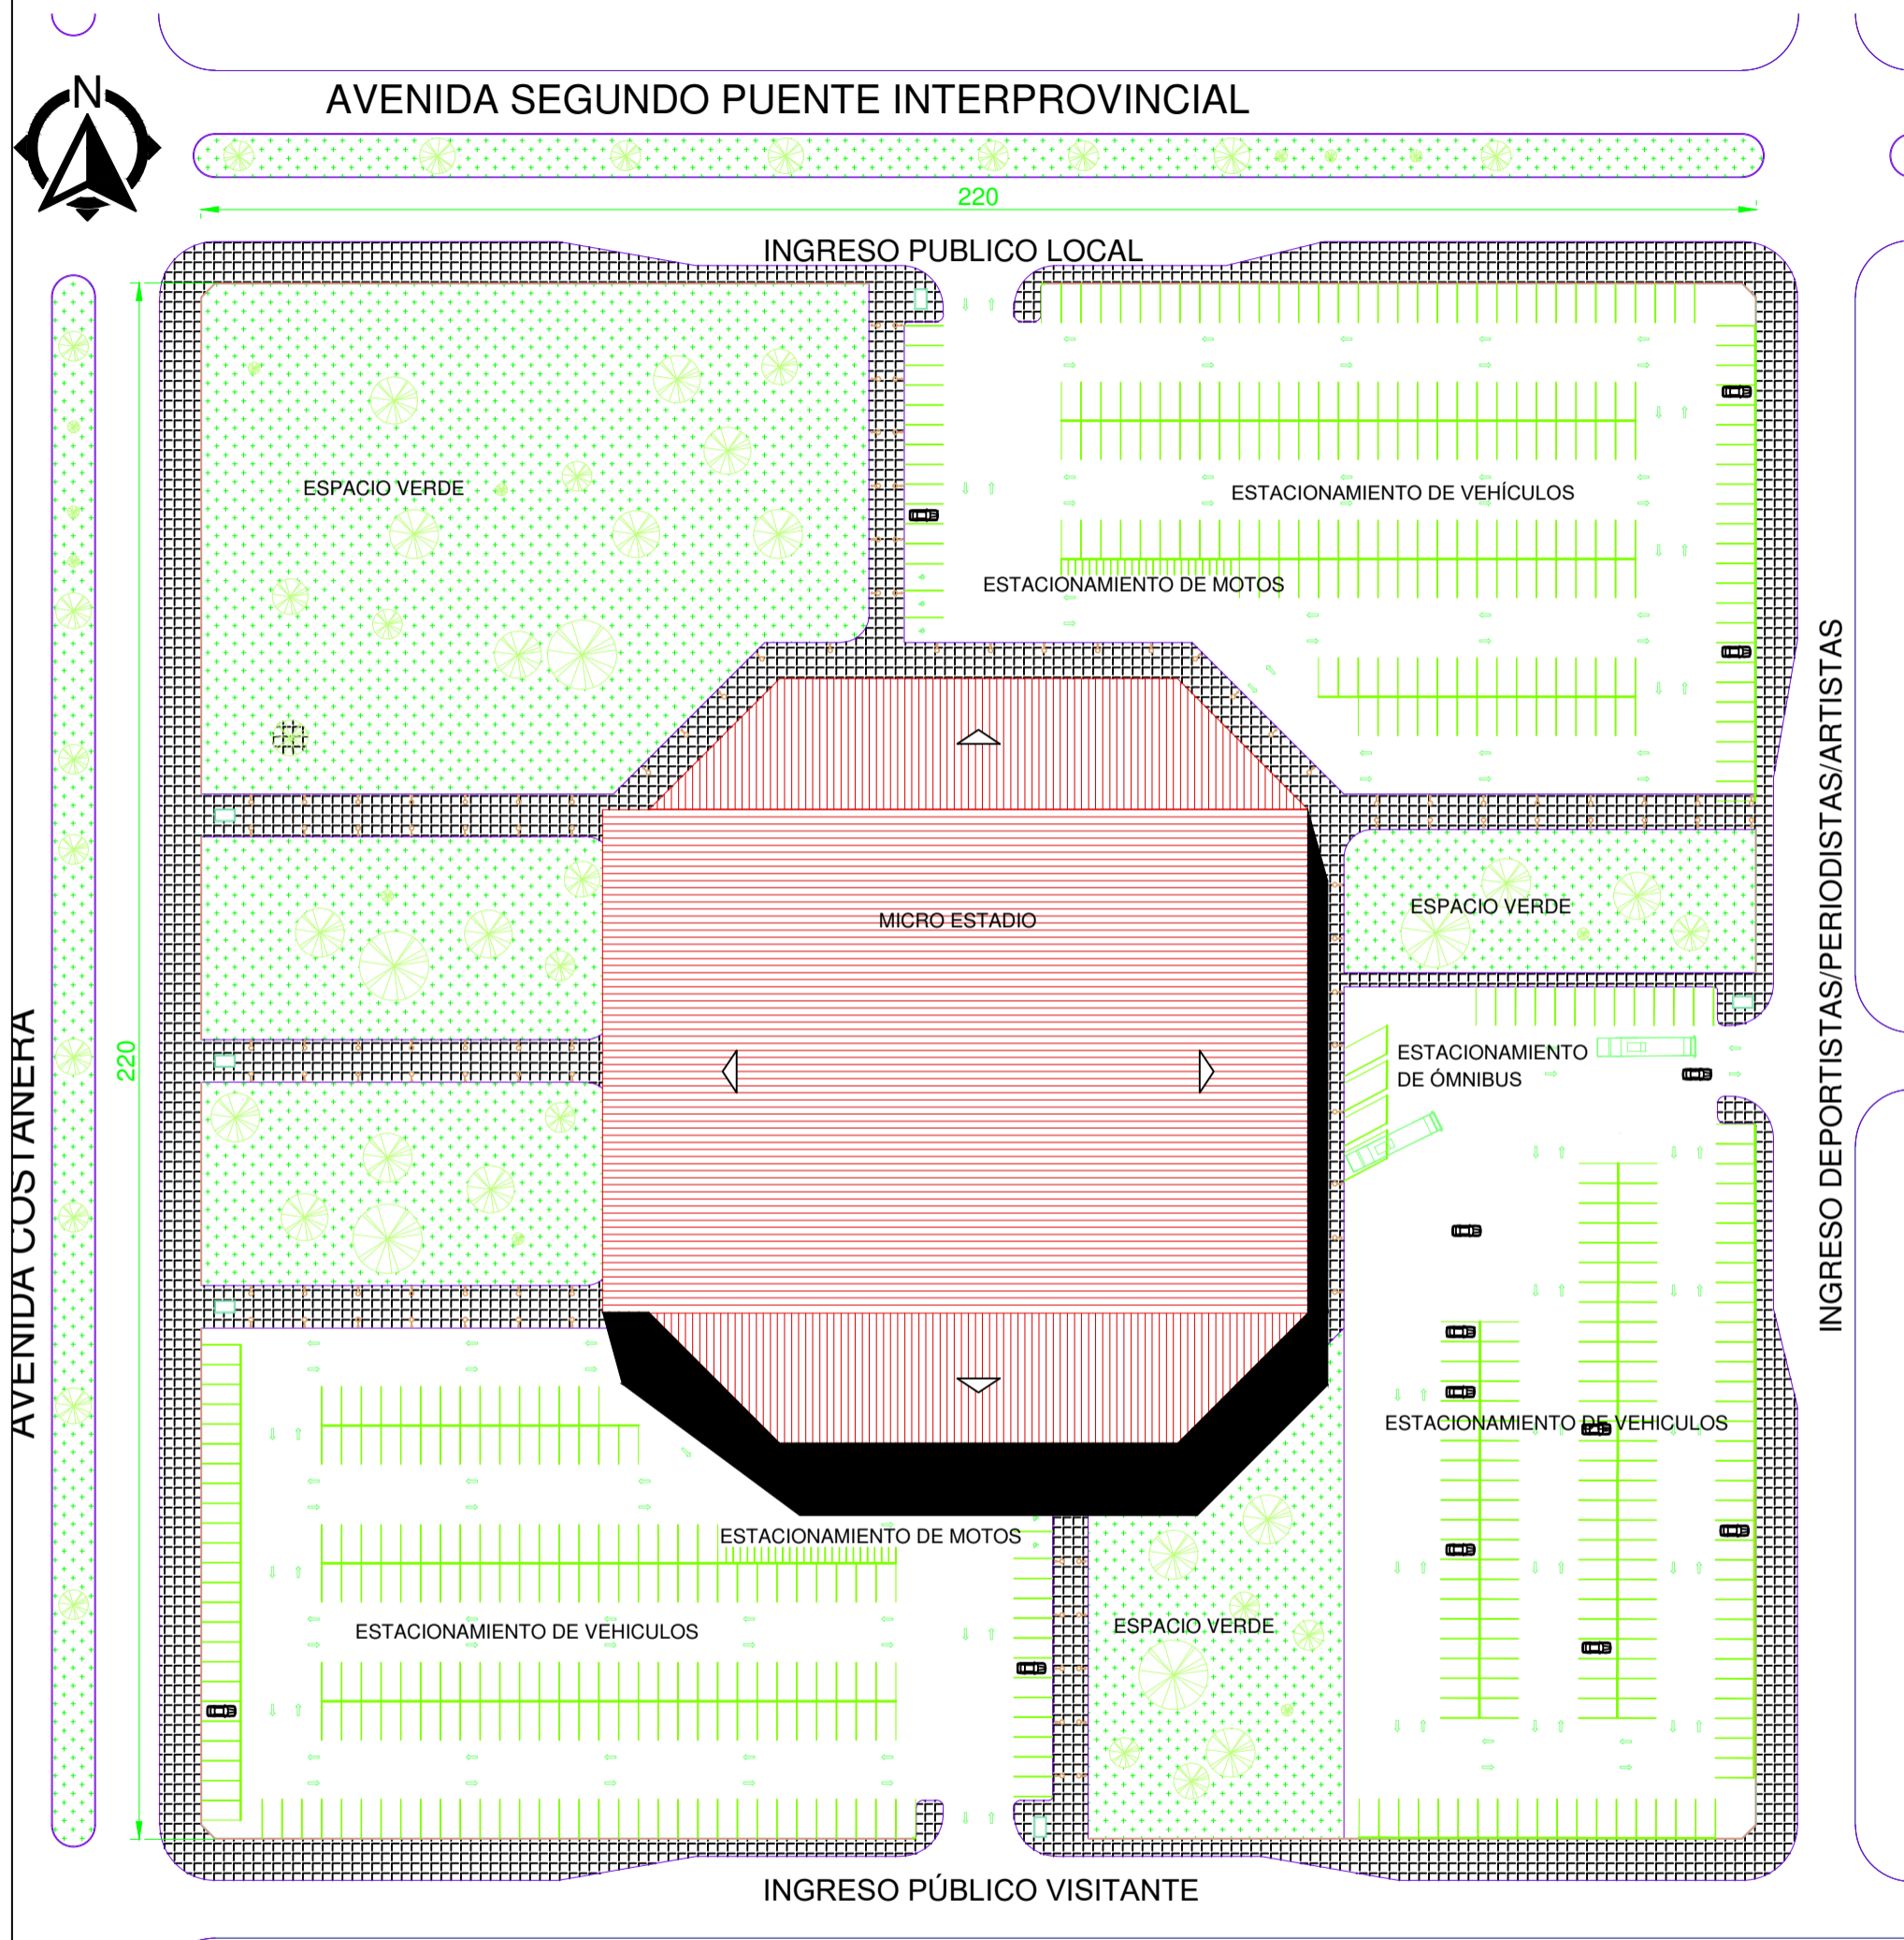 N
AVENIDA SEGUNDO PUENTE INTERPROVINCIAL
220
INGRESO PUBLICO LOCAL
ESPACIO VERDE
ESTACIONAMIENTO DE VEHÍCULOS
ESTACIONAMIENTO DE MOTOS
INGRESO DEPORTISTAS/PERIODISTAS/ARTISTAS
ESPACIO VERDE
MICRO ESTADIO
AVENIDA COSTANERA
220
ESTACIONAMIENTO
DE ÓMNIBUS
ESTACIONAMIENTO DE VEHICULOS
ESTACIONAMIENTO DE MOTOS
ESTACIONAMIENTO DE VEHICULOS
ESPACIO VERDE
INGRESO PÚBLICO VISITANTE